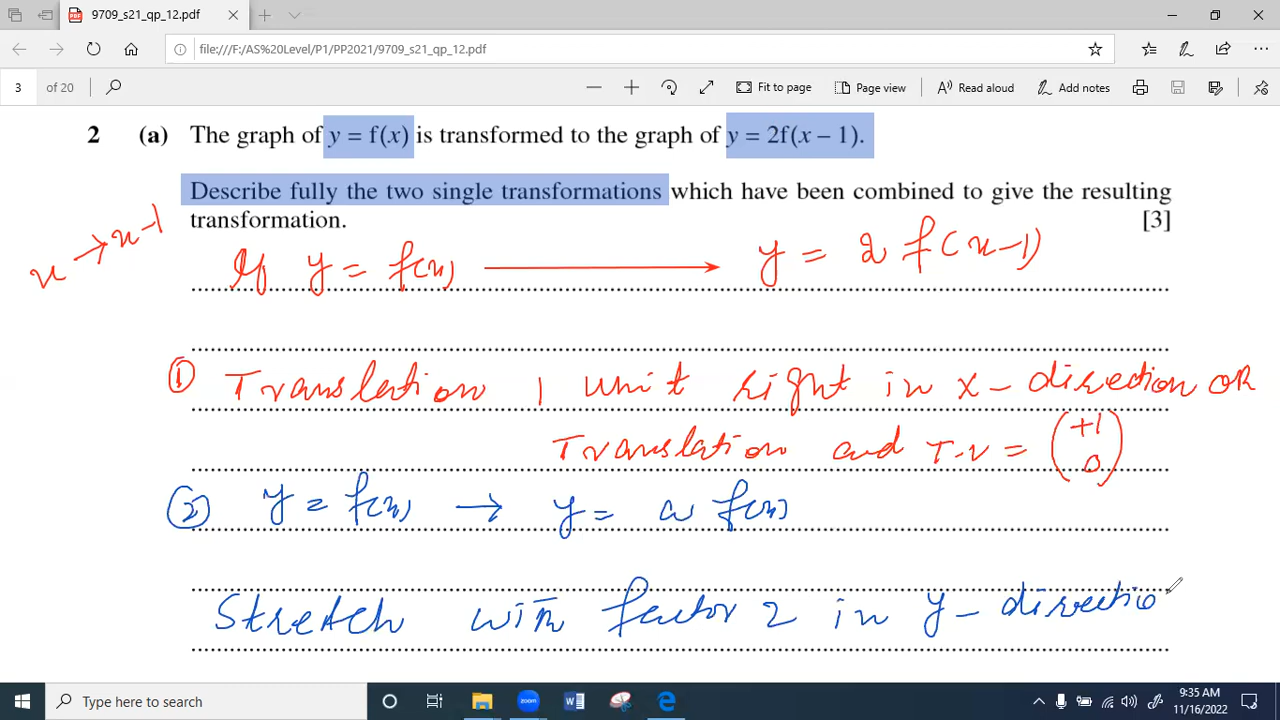 9709_s21_qp_12.pdf
file:///F:/AS%20Level/P1/PP2021/9709_s21_qp_12.pdf
3 of 20 Fit to page Page view Read aloud Add notes
2 (a) The graph of y = f(x) is transformed to the graph of y = 2f(x − 1).
Describe fully the two single transformations which have been combined to give the resulting
transformation. [3]
x → x-1
If y = f(x) → y = 2 f(x-1)
① Translation 1 unit right in x-direction OR
Translation and T.V = (+1 0)
② y = f(x) → y = a f(x)
Stretch with factor 2 in y-directio
Type here to search
9:35 AM
11/16/2022